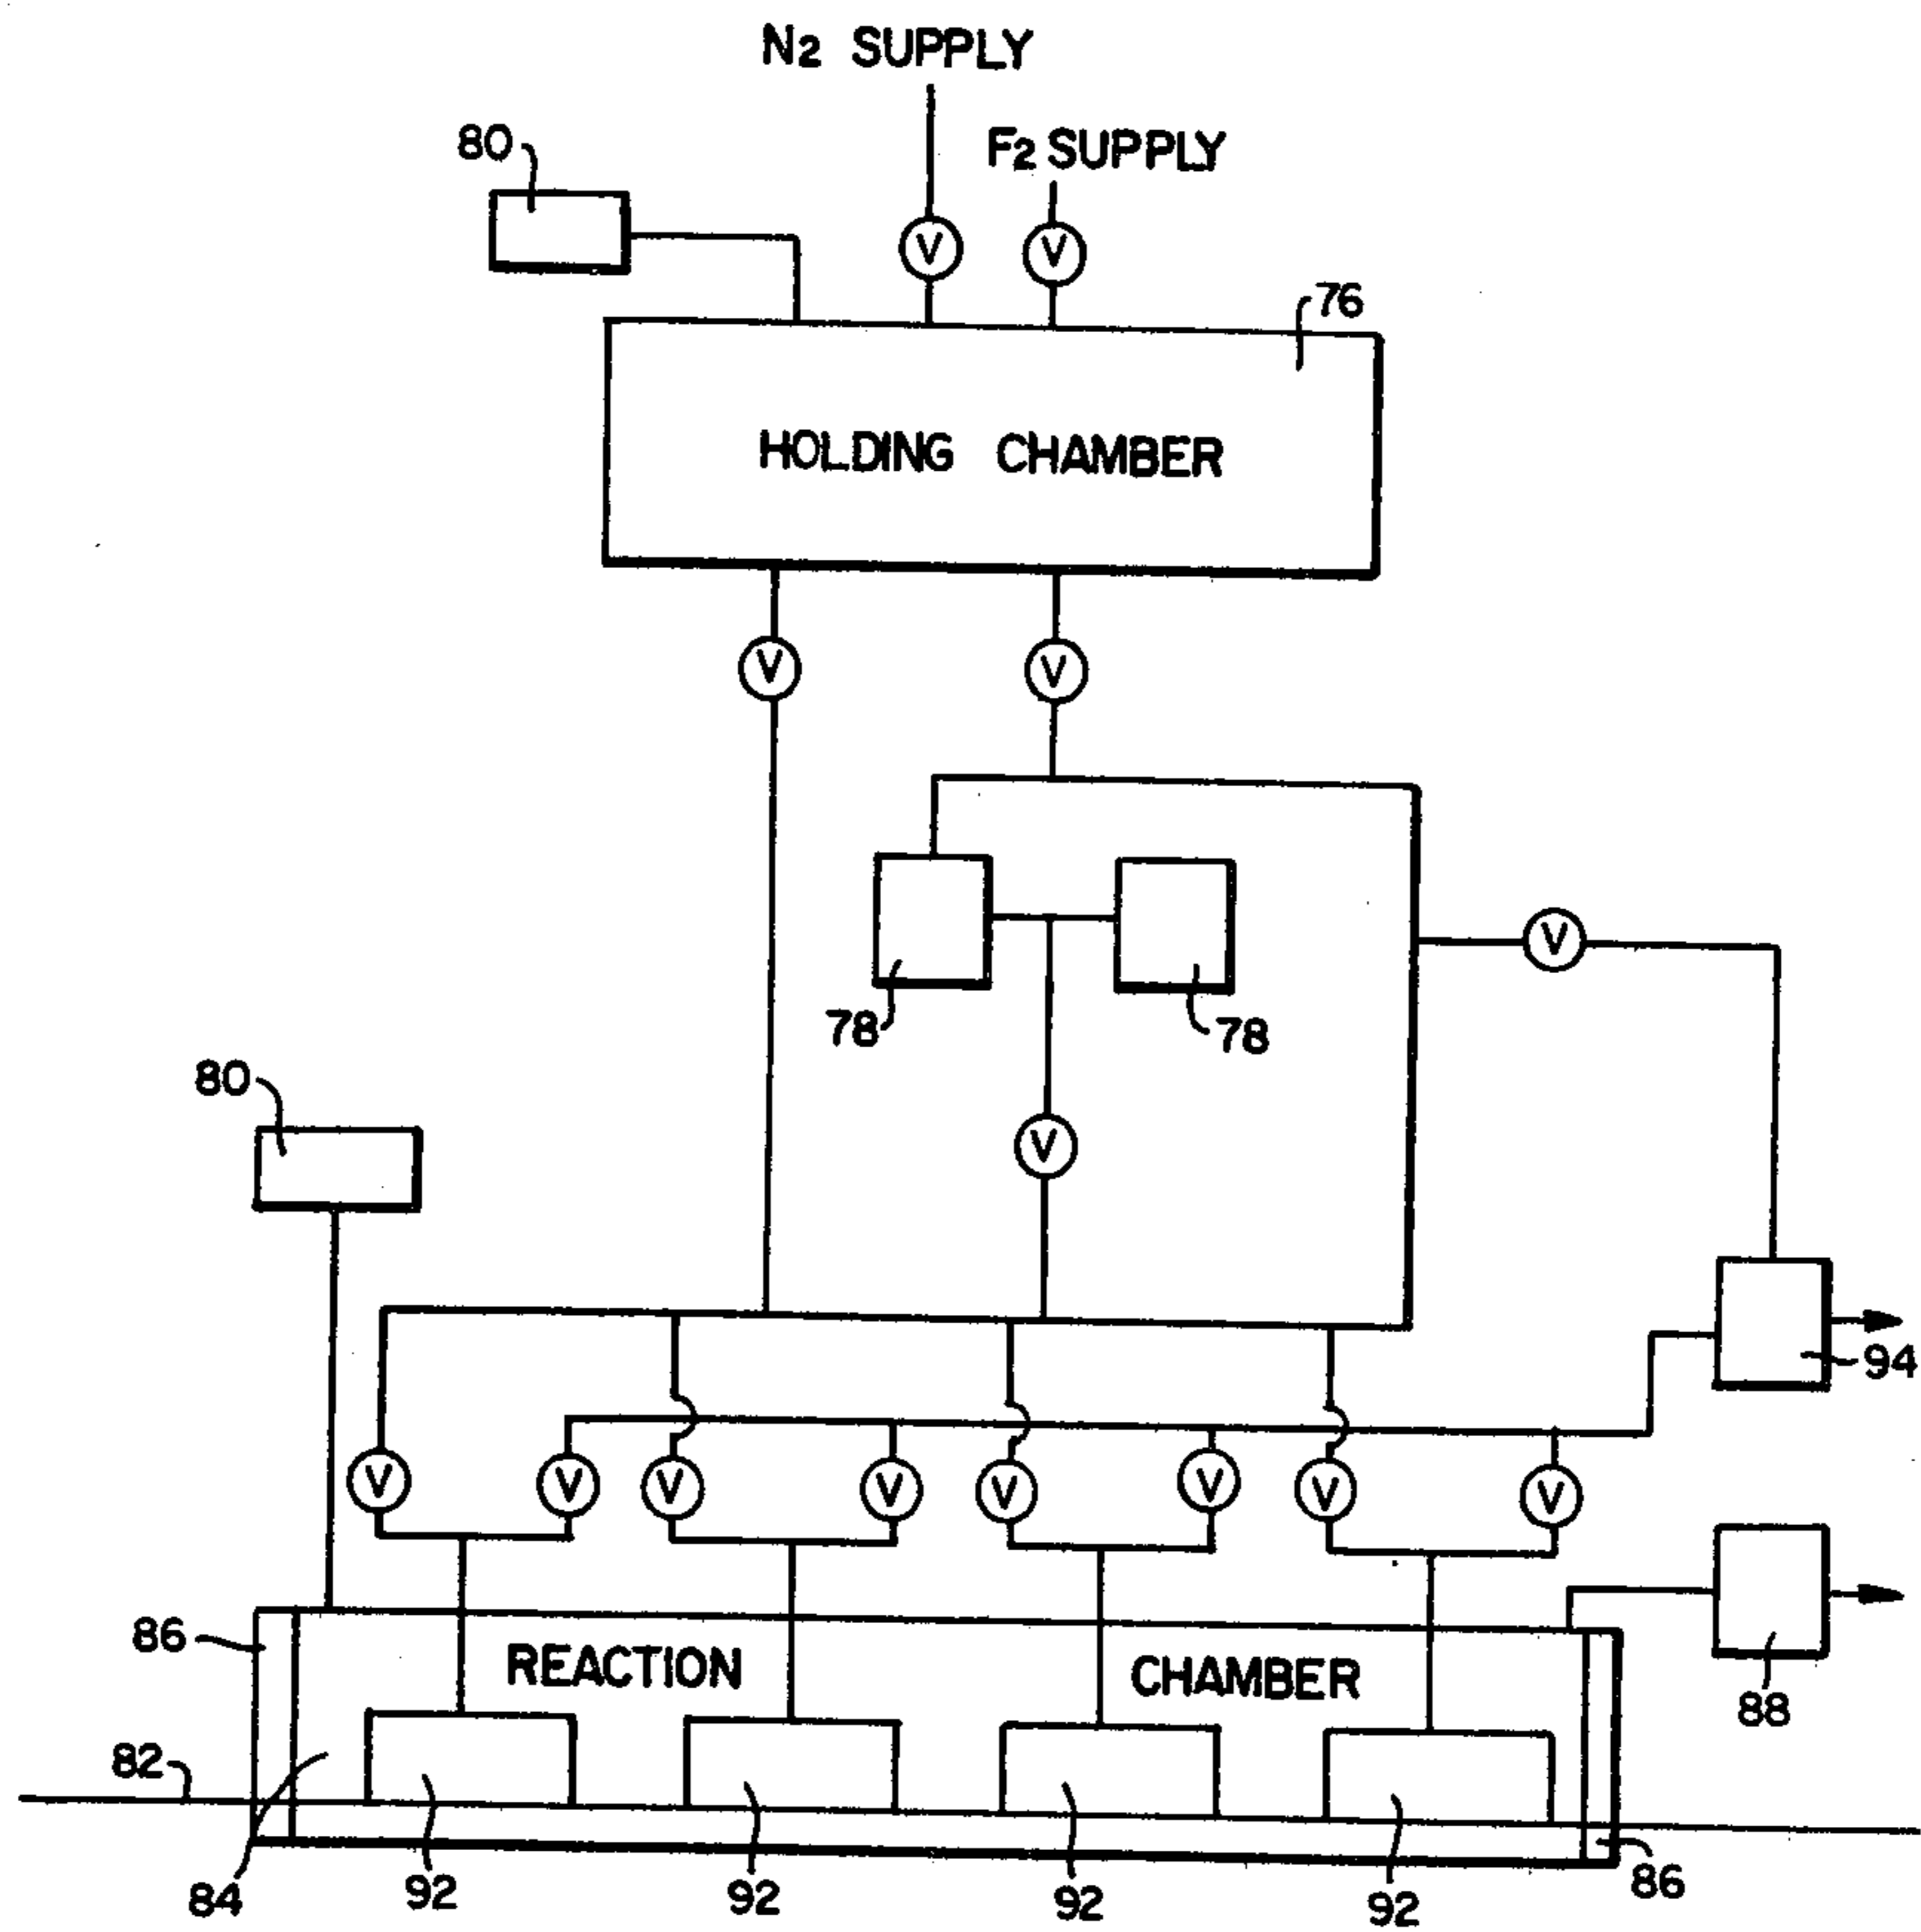 N2 SUPPLY
80
F2 SUPPLY
V V
76
HOLDING CHAMBER
V V
V
78 78
80
V
94
V V V V V V V V
86
REACTION CHAMBER
88
82
84 92 92 92 92 86